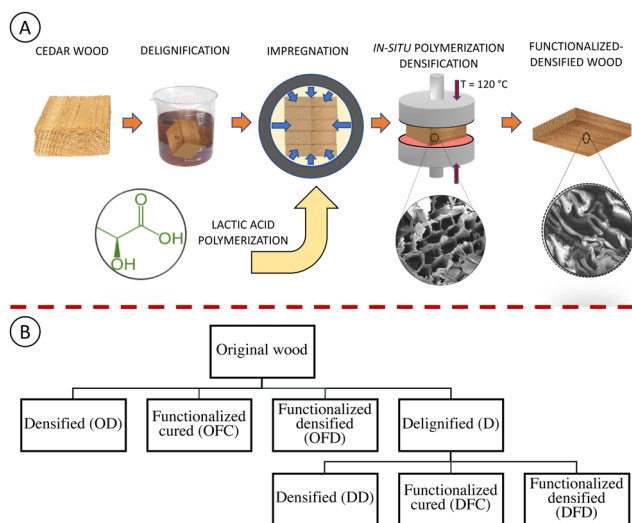 A
CEDAR WOOD
DELIGNIFICATION
IMPREGNATION
IN-SITU POLYMERIZATION
DENSIFICATION
FUNCTIONALIZED-
DENSIFIED WOOD
T = 120 °C
O
OH
OH
LACTIC ACID
POLYMERIZATION
B
Original wood
Densified (OD)
Functionalized
cured (OFC)
Functionalized
densified
(OFD)
Delignified (D)
Densified (DD)
Functionalized
cured (DFC)
Functionalized
densified
(DFD)